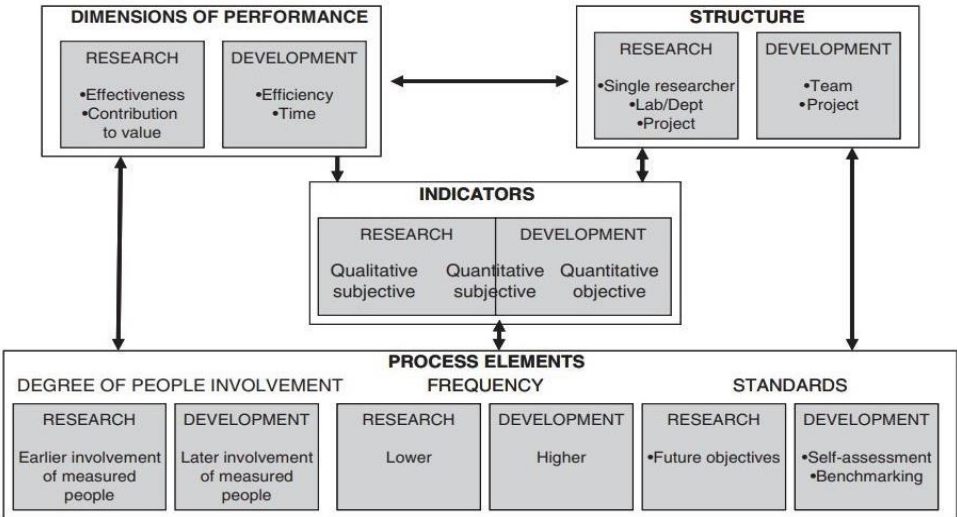 DIMENSIONS OF PERFORMANCE
RESEARCH
•Effectiveness
•Contribution
to value
DEVELOPMENT
•Efficiency
•Time
STRUCTURE
RESEARCH
•Single researcher
•Lab/Dept
•Project
DEVELOPMENT
•Team
•Project
INDICATORS
RESEARCH
DEVELOPMENT
Qualitative
subjective
Quantitative
subjective
Quantitative
objective
PROCESS ELEMENTS
DEGREE OF PEOPLE INVOLVEMENT
RESEARCH
Earlier involvement
of measured
people
DEVELOPMENT
Later involvement
of measured
people
FREQUENCY
RESEARCH
Lower
DEVELOPMENT
Higher
STANDARDS
RESEARCH
•Future objectives
DEVELOPMENT
•Self-assessment
•Benchmarking